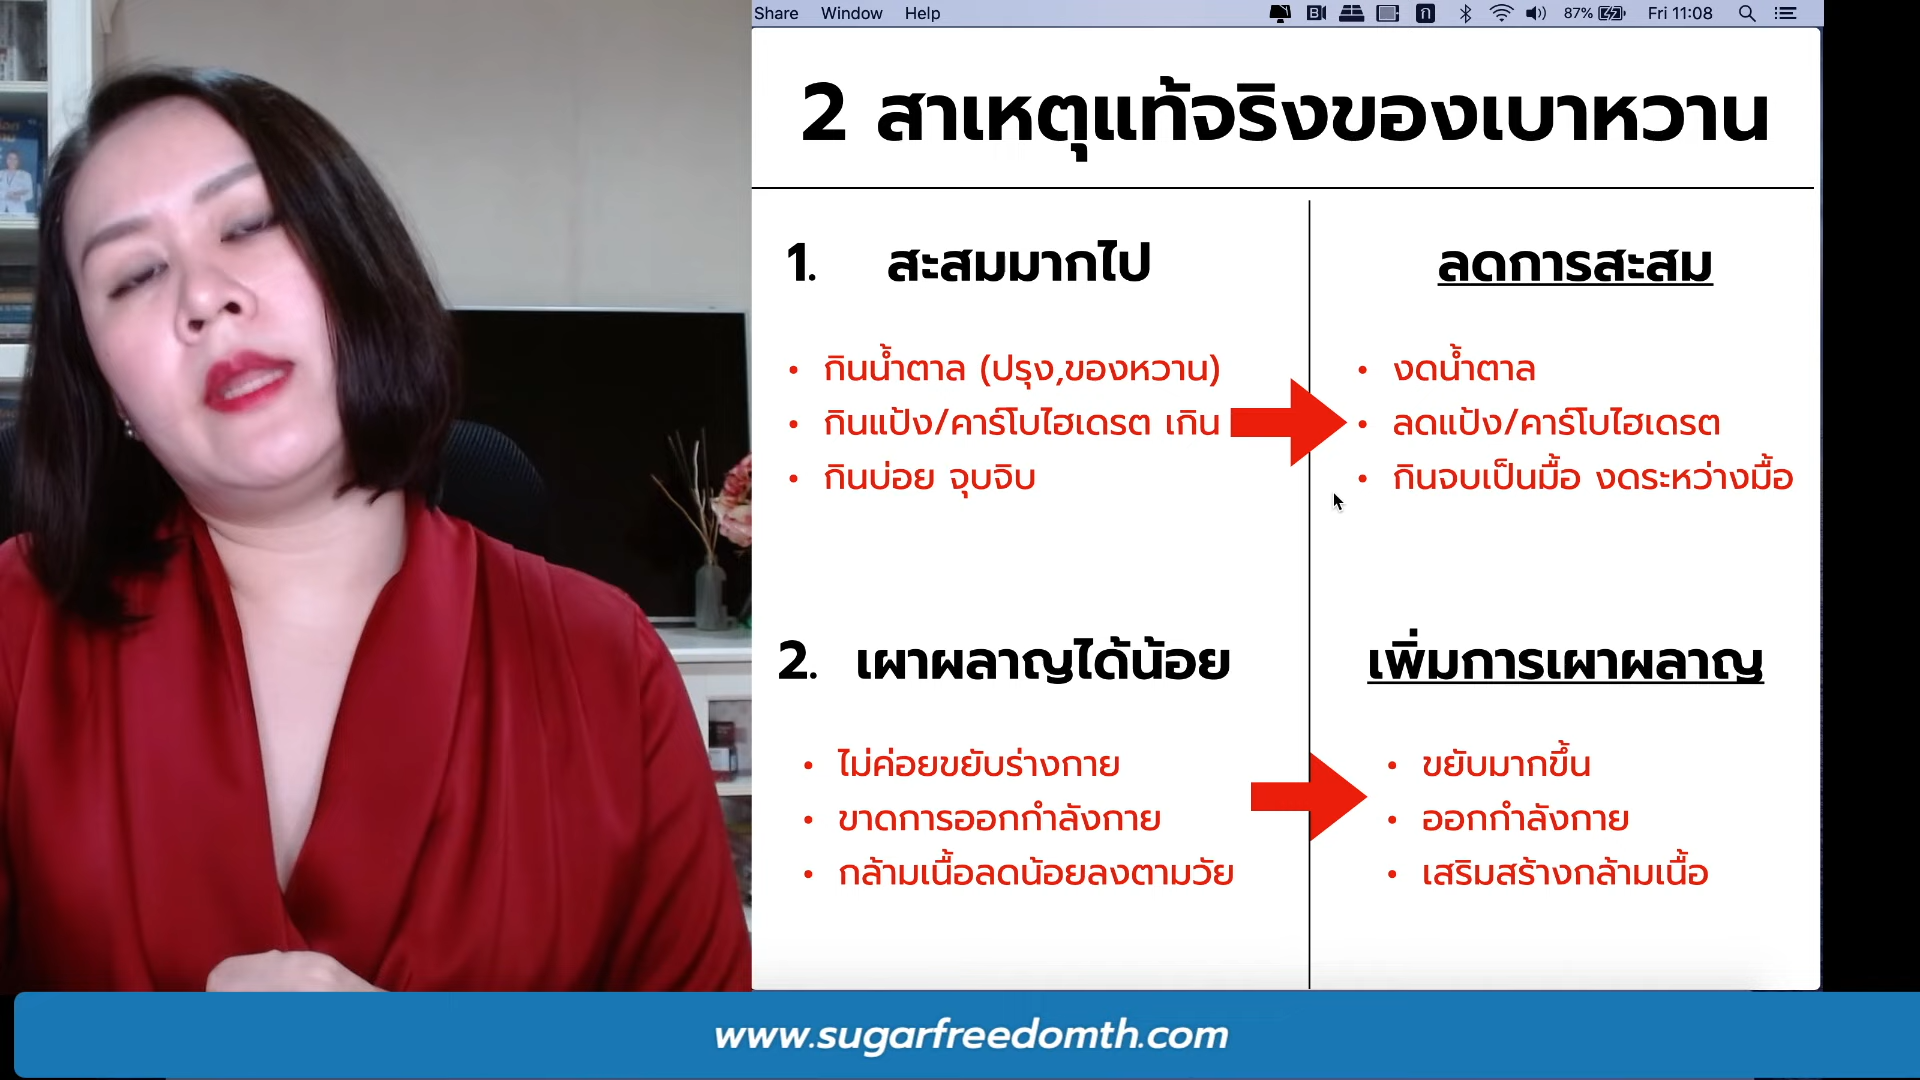 Share Window Help
87% Fri 11:08
2 สาเหตุแท้จริงของเบาหวาน
1. สะสมมากไป
• กินน้ำตาล (ปรุง,ของหวาน)
• กินแป้ง/คาร์โบไฮเดรต เกิน
• กินบ่อย จุบจิบ
ลดการสะสม
• งดน้ำตาล
• ลดแป้ง/คาร์โบไฮเดรต
• กินจบเป็นมื้อ งดระหว่างมื้อ
2. เผาผลาญได้น้อย
• ไม่ค่อยขยับร่างกาย
• ขาดการออกกำลังกาย
• กล้ามเนื้อลดน้อยลงตามวัย
เพิ่มการเผาผลาญ
• ขยับมากขึ้น
• ออกกำลังกาย
• เสริมสร้างกล้ามเนื้อ
www.sugarfreedomth.com